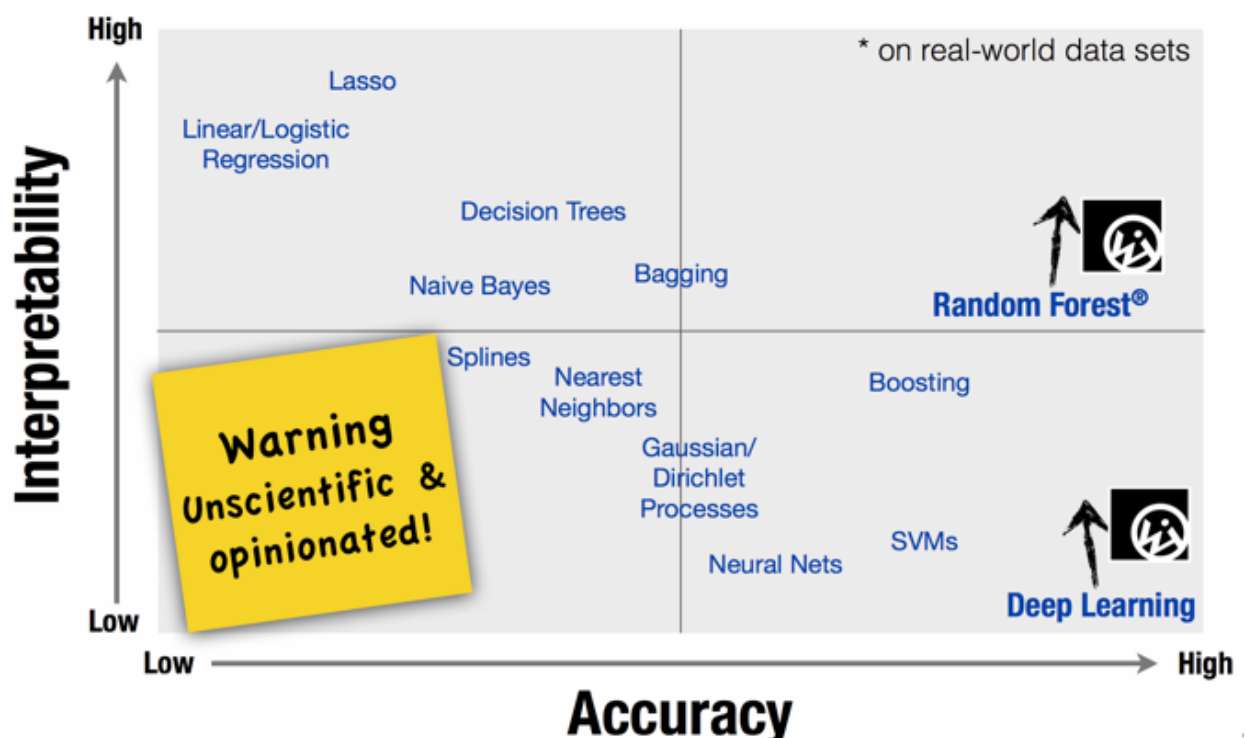 High
* on real-world data sets
Lasso
Linear/Logistic
Regression
Decision Trees
Naive Bayes
Bagging
Random Forest®
Interpretability
Splines
Nearest
Neighbors
Boosting
Warning
Unscientific &
opinionated!
Gaussian/
Dirichlet
Processes
SVMs
Neural Nets
Deep Learning
Low
Low
High
Accuracy